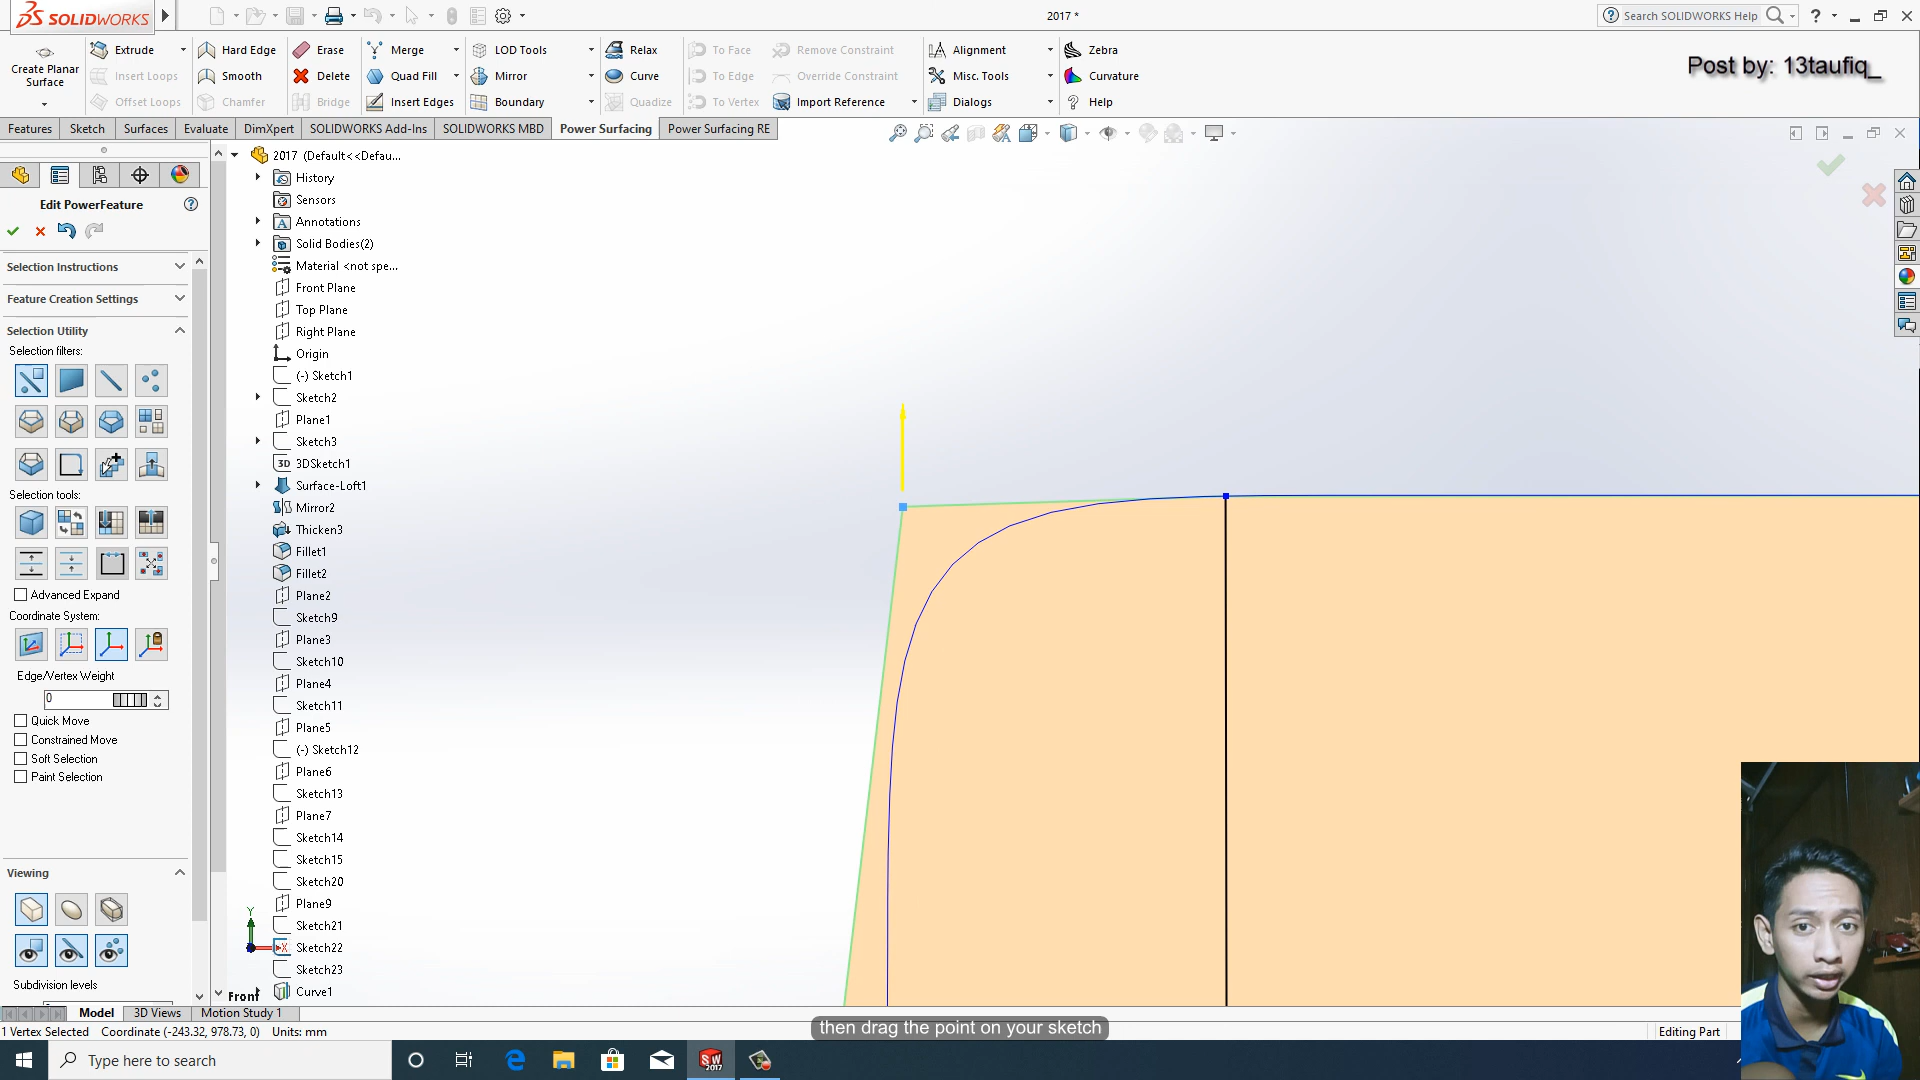 SOLIDWORKS
2017 *
Search SOLIDWORKS Help
Create Planar
Surface
Extrude
Insert Loops
Offset Loops
Hard Edge
Smooth
Chamfer
Erase
Delete
Bridge
Merge
Quad Fill
Insert Edges
LOD Tools
Mirror
Boundary
Relax
Curve
Quadize
To Face
To Edge
To Vertex
Remove Constraint
Override Constraint
Import Reference
Alignment
Misc. Tools
Dialogs
Zebra
Curvature
Help
Post by: 13taufiq_
Features
Sketch
Surfaces
Evaluate
DimXpert
SOLIDWORKS Add-Ins
SOLIDWORKS MBD
Power Surfacing
Power Surfacing RE
Edit PowerFeature
Selection Instructions
Feature Creation Settings
Selection Utility
Selection filters:
Selection tools:
Advanced Expand
Coordinate System:
Edge/Vertex Weight
0
Quick Move
Constrained Move
Soft Selection
Paint Selection
Viewing
Subdivision levels
2017 (Default<<Defau...
History
Sensors
Annotations
Solid Bodies(2)
Material <not spe...
Front Plane
Top Plane
Right Plane
Origin
(-) Sketch1
Sketch2
Plane1
Sketch3
3D 3DSketch1
Surface-Loft1
Mirror2
Thicken3
Fillet1
Fillet2
Plane2
Sketch9
Plane3
Sketch10
Plane4
Sketch11
Plane5
(-) Sketch12
Plane6
Sketch13
Plane7
Sketch14
Sketch15
Sketch20
Plane9
Sketch21
Sketch22
Sketch23
Curve1
Y
X
Front
Model
3D Views
Motion Study 1
1 Vertex Selected Coordinate (-243.32, 978.73, 0) Units: mm
then drag the point on your sketch
Editing Part
Type here to search
SW
2017